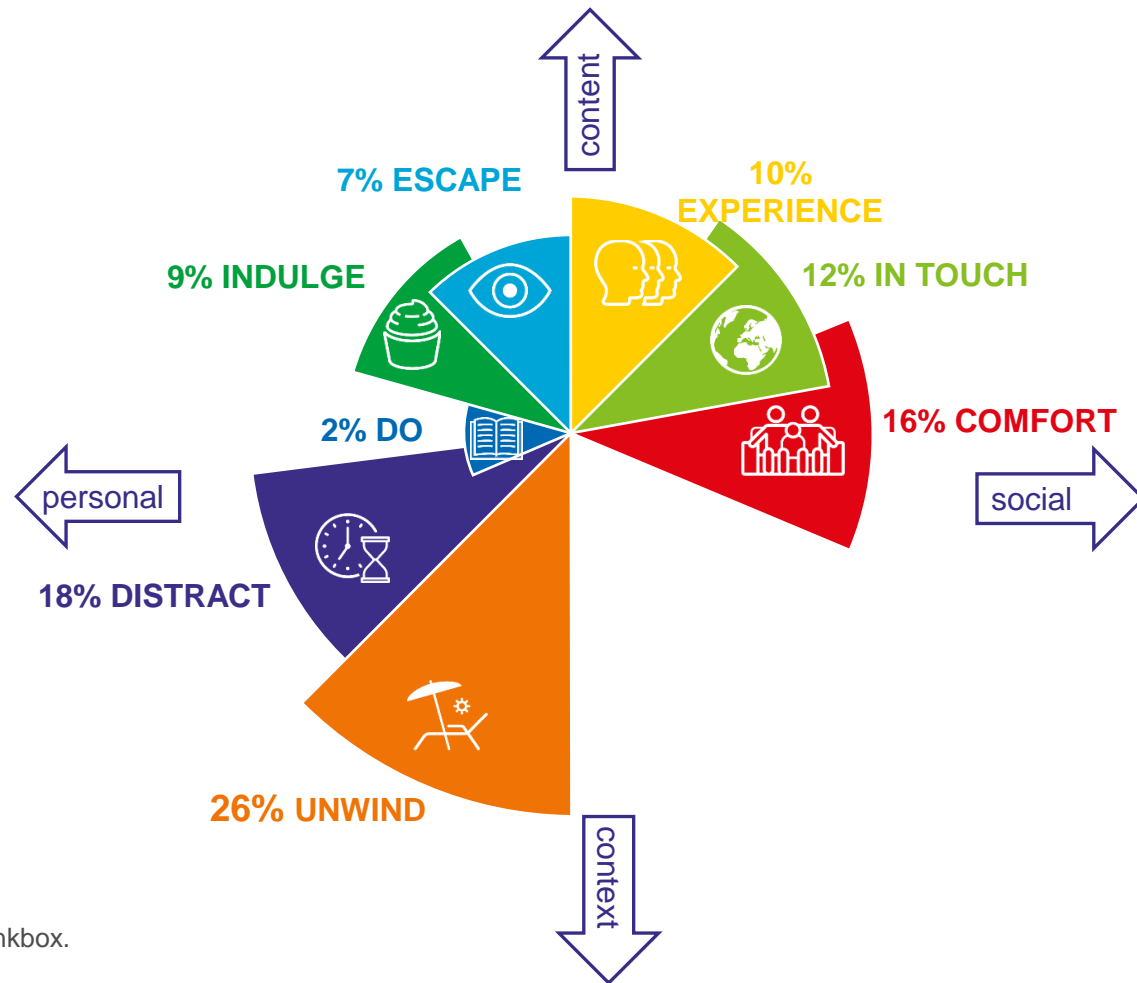 content
7% ESCAPE
10%
EXPERIENCE
9% INDULGE
12% IN TOUCH
2% DO
16% COMFORT
personal
social
18% DISTRACT
26% UNWIND
context
nkbox.